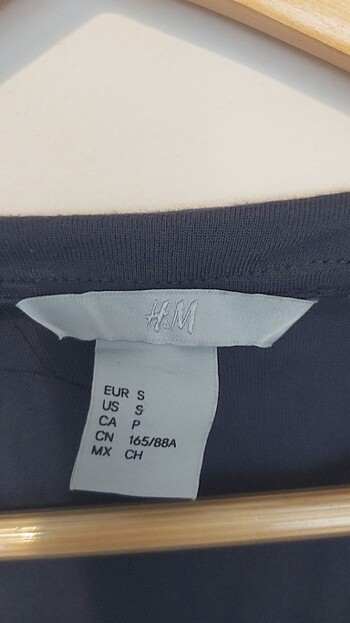 H&M
EUR S
US S
CA P
CN 165/88A
MX CH